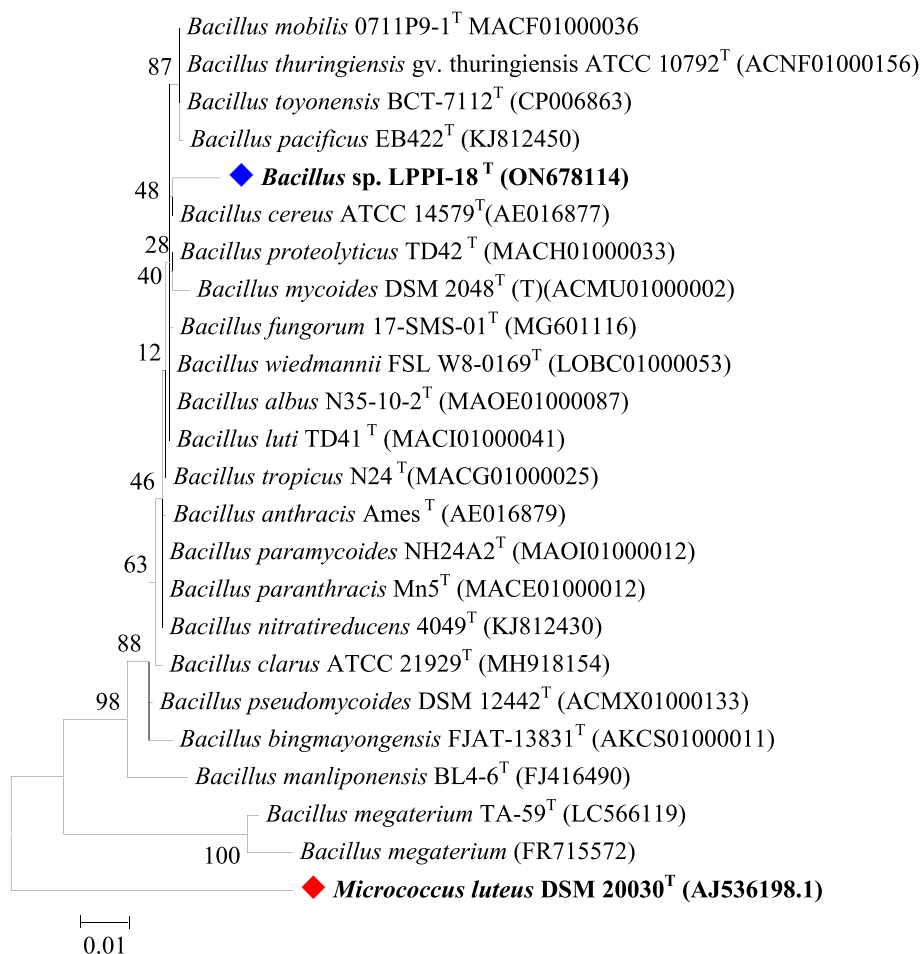 Bacillus mobilis 0711P9-1T MACF01000036
87
Bacillus thuringiensis gv. thuringiensis ATCC 10792T (ACNF01000156)
Bacillus toyonensis BCT-7112T (CP006863)
Bacillus pacificus EB422T (KJ812450)
Bacillus sp. LPPI-18 T (ON678114)
48
Bacillus cereus ATCC 14579T(AE016877)
28
Bacillus proteolyticus TD42 T (MACH01000033)
40
Bacillus mycoides DSM 2048T (T)(ACMU01000002)
Bacillus fungorum 17-SMS-01T (MG601116)
12
Bacillus wiedmannii FSL W8-0169T (LOBC01000053)
Bacillus albus N35-10-2T (MAOE01000087)
Bacillus luti TD41 T (MACI01000041)
46
Bacillus tropicus N24 T(MACG01000025)
Bacillus anthracis Ames T (AE016879)
Bacillus paramycoides NH24A2T (MAOI01000012)
63
Bacillus paranthracis Mn5T (MACE01000012)
Bacillus nitratireducens 4049T (KJ812430)
88
Bacillus clarus ATCC 21929T (MH918154)
98
Bacillus pseudomycoides DSM 12442T (ACMX01000133)
Bacillus bingmayongensis FJAT-13831T (AKCS01000011)
Bacillus manliponensis BL4-6T (FJ416490)
Bacillus megaterium TA-59T (LC566119)
100
Bacillus megaterium (FR715572)
Micrococcus luteus DSM 20030T (AJ536198.1)
0.01